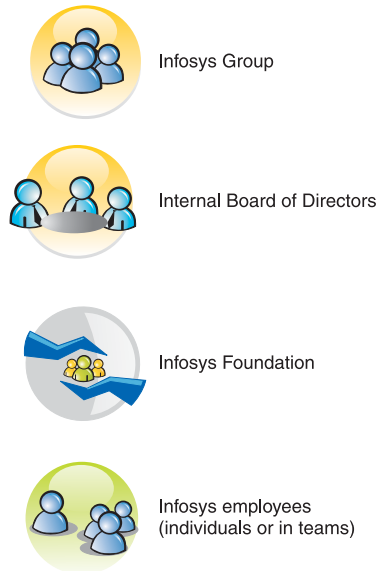 Infosys Group
Internal Board of Directors
Infosys Foundation
Infosys employees
(individuals or in teams)